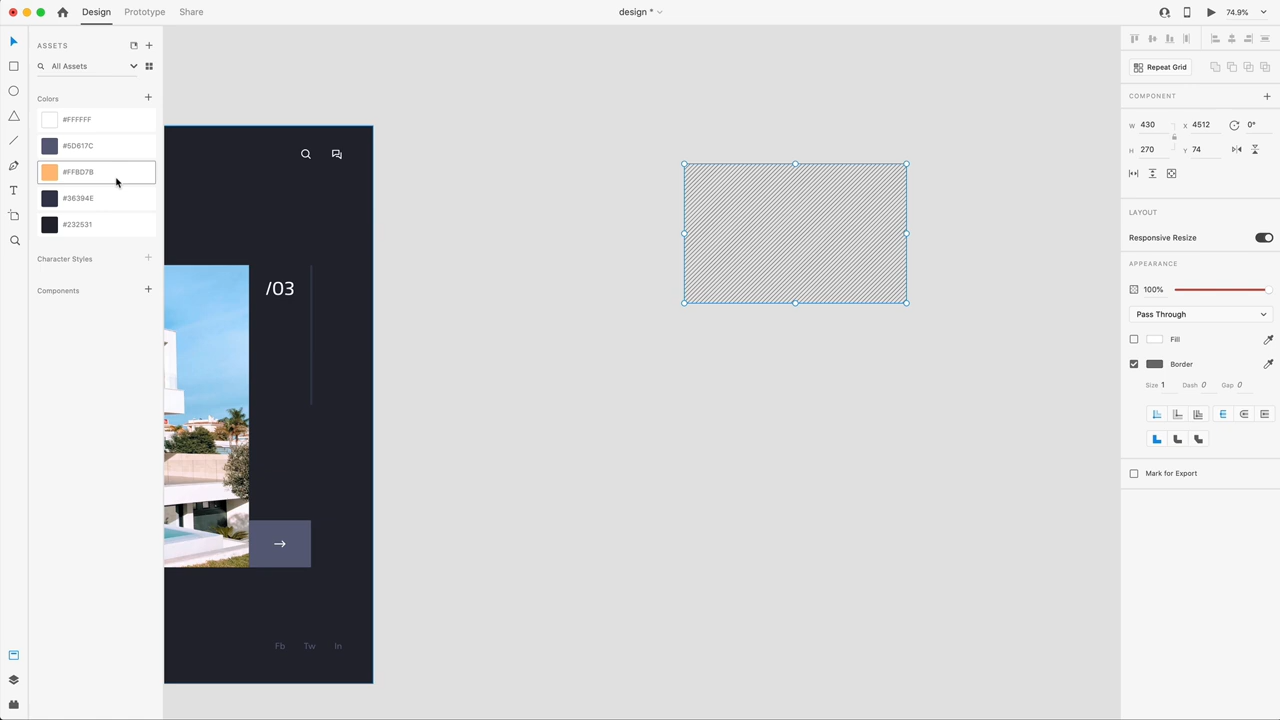 Design Prototype Share design * 74.9%
ASSETS
All Assets
Repeat Grid
Colors
COMPONENT
#FFFFFF
W 430 X 4512 0°
#5D617C
H 270 Y 74
#FFBD7B
#36394E
LAYOUT
#232531
Responsive Resize
Character Styles
APPEARANCE
Components
/03
100%
Pass Through
Fill
Border
Size 1 Dash 0 Gap 0
Mark for Export
Fb Tw In